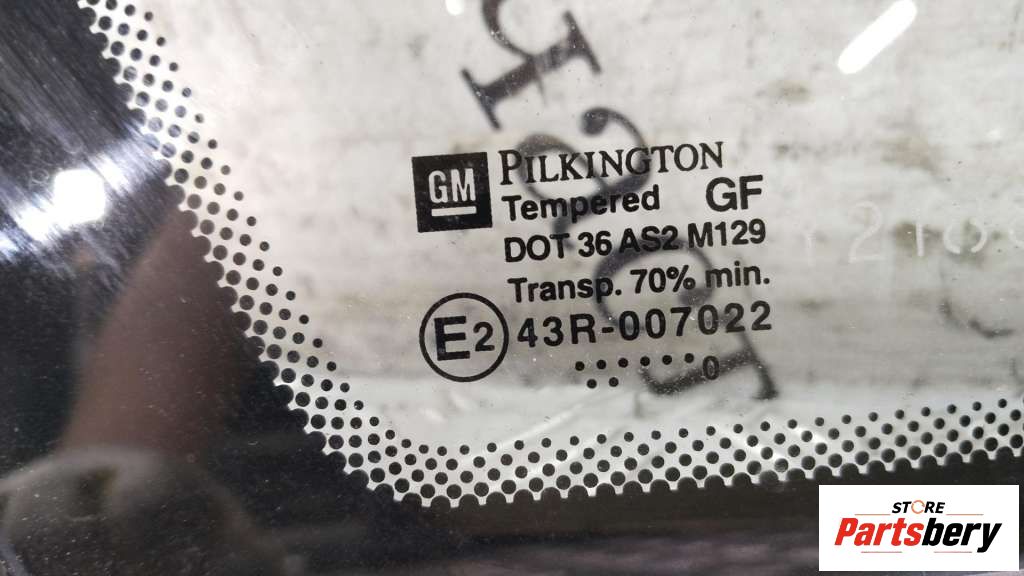 GM
PILKINGTON
Tempered GF
DOT 36 AS2 M129
Transp. 70% min.
E2 43R-007022
0
STORE
Partsbery